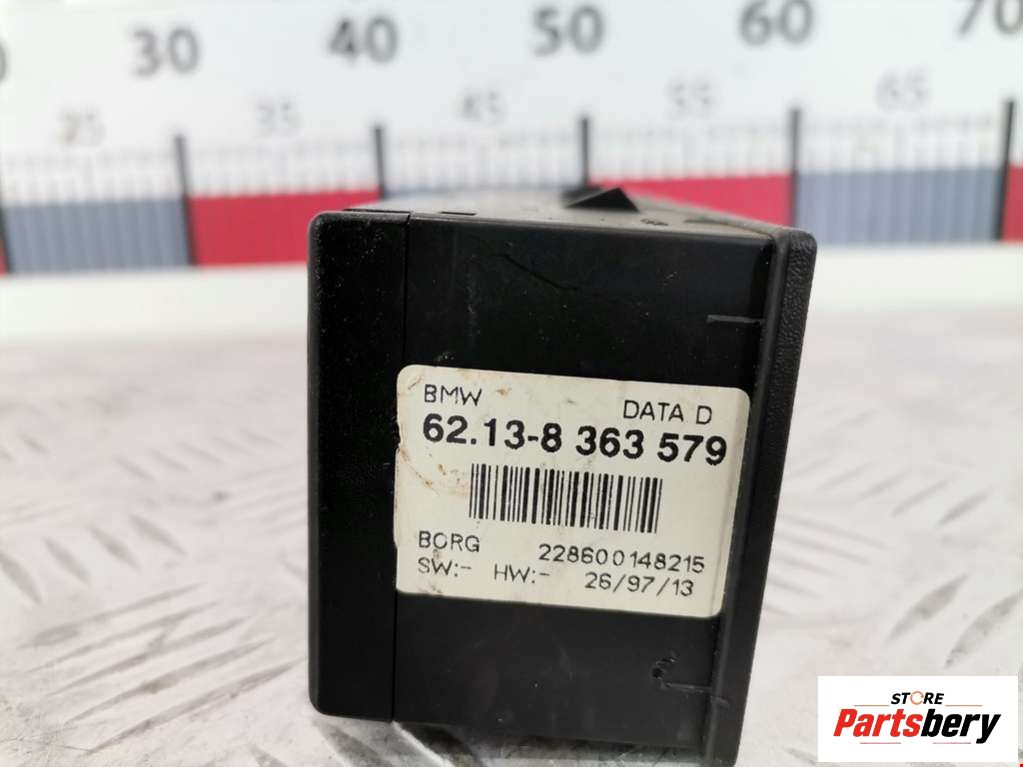 30 40 50 60 70
25 35 45 55 65
BMW DATA D
62.13-8 363 579
BORG 228600148215
SW:- HW:- 26/97/13
STORE
Partsbery